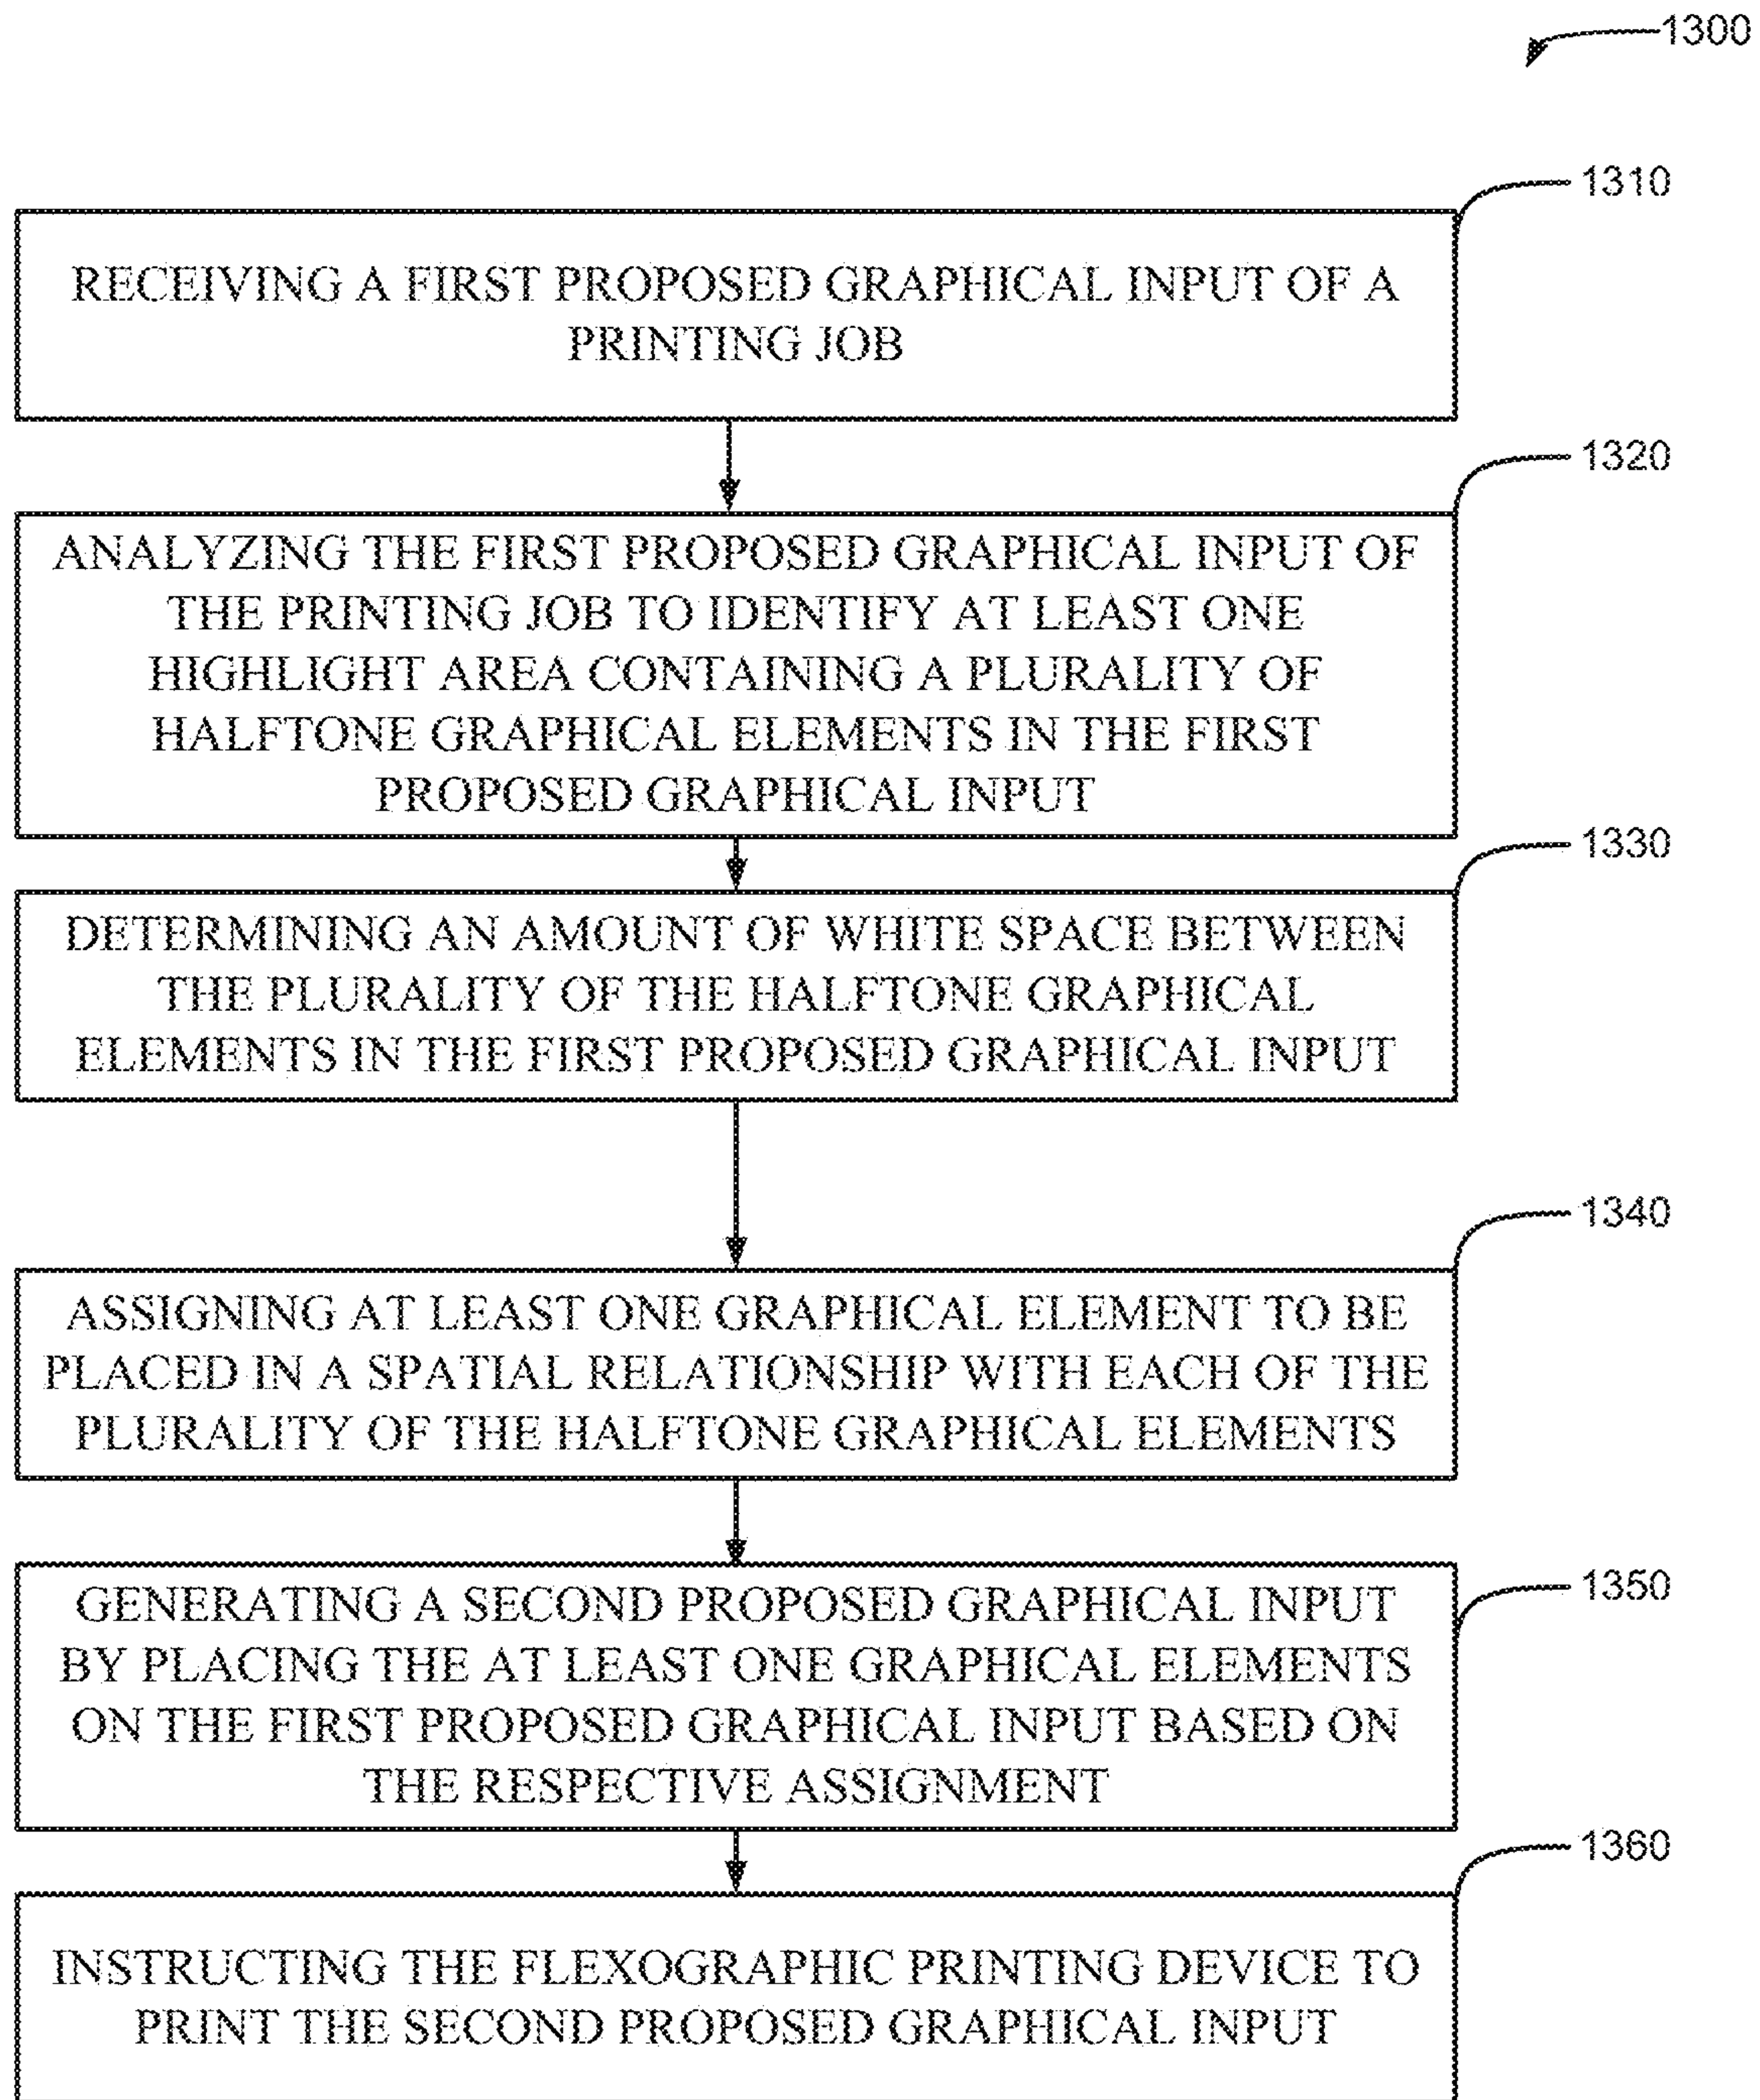 1300
1310
RECEIVING A FIRST PROPOSED GRAPHICAL INPUT OF A
PRINTING JOB
1320
ANALYZING THE FIRST PROPOSED GRAPHICAL INPUT OF
THE PRINTING JOB TO IDENTIFY AT LEAST ONE
HIGHLIGHT AREA CONTAINING A PLURALITY OF
HALFTONE GRAPHICAL ELEMENTS IN THE FIRST
PROPOSED GRAPHICAL INPUT
1330
DETERMINING AN AMOUNT OF WHITE SPACE BETWEEN
THE PLURALITY OF THE HALFTONE GRAPHICAL
ELEMENTS IN THE FIRST PROPOSED GRAPHICAL INPUT
1340
ASSIGNING AT LEAST ONE GRAPHICAL ELEMENT TO BE
PLACED IN A SPATIAL RELATIONSHIP WITH EACH OF THE
PLURALITY OF THE HALFTONE GRAPHICAL ELEMENTS
1350
GENERATING A SECOND PROPOSED GRAPHICAL INPUT
BY PLACING THE AT LEAST ONE GRAPHICAL ELEMENTS
ON THE FIRST PROPOSED GRAPHICAL INPUT BASED ON
THE RESPECTIVE ASSIGNMENT
1360
INSTRUCTING THE FLEXOGRAPHIC PRINTING DEVICE TO
PRINT THE SECOND PROPOSED GRAPHICAL INPUT